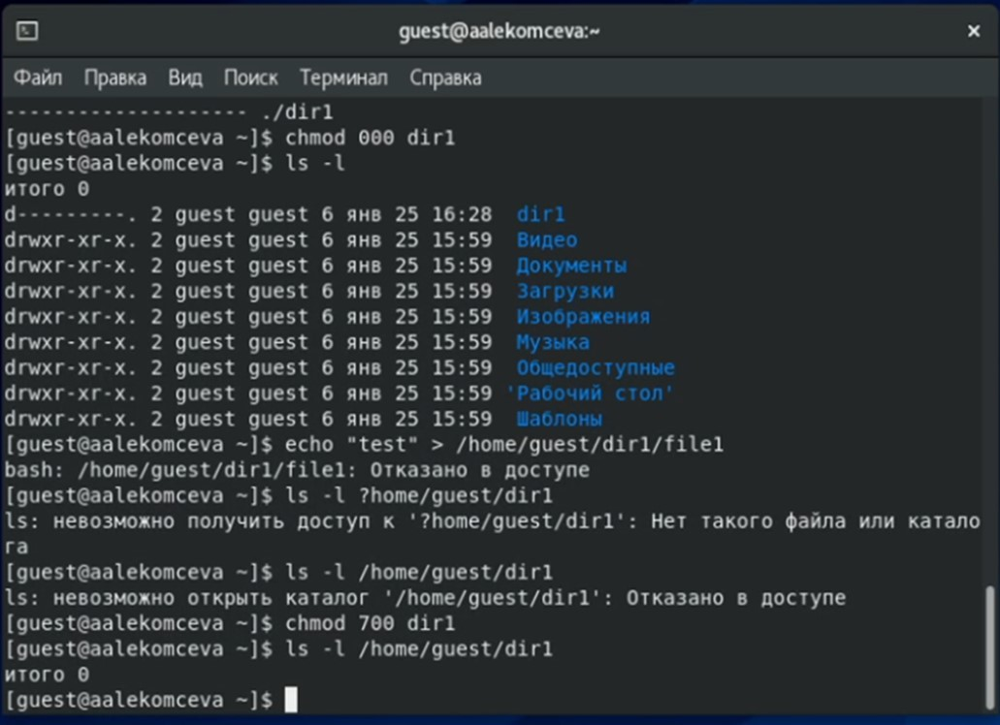 guest@aalekomceva:~
Файл Правка Вид Поиск Терминал Справка
-------------------- ./dir1
[guest@aalekomceva ~]$ chmod 000 dir1
[guest@aalekomceva ~]$ ls -l
итого 0
d---------. 2 guest guest 6 янв 25 16:28  dir1
drwxr-xr-x. 2 guest guest 6 янв 25 15:59  Видео
drwxr-xr-x. 2 guest guest 6 янв 25 15:59  Документы
drwxr-xr-x. 2 guest guest 6 янв 25 15:59  Загрузки
drwxr-xr-x. 2 guest guest 6 янв 25 15:59  Изображения
drwxr-xr-x. 2 guest guest 6 янв 25 15:59  Музыка
drwxr-xr-x. 2 guest guest 6 янв 25 15:59  Общедоступные
drwxr-xr-x. 2 guest guest 6 янв 25 15:59 'Рабочий стол'
drwxr-xr-x. 2 guest guest 6 янв 25 15:59  Шаблоны
[guest@aalekomceva ~]$ echo "test" > /home/guest/dir1/file1
bash: /home/guest/dir1/file1: Отказано в доступе
[guest@aalekomceva ~]$ ls -l ?home/guest/dir1
ls: невозможно получить доступ к '?home/guest/dir1': Нет такого файла или катало
га
[guest@aalekomceva ~]$ ls -l /home/guest/dir1
ls: невозможно открыть каталог '/home/guest/dir1': Отказано в доступе
[guest@aalekomceva ~]$ chmod 700 dir1
[guest@aalekomceva ~]$ ls -l /home/guest/dir1
итого 0
[guest@aalekomceva ~]$